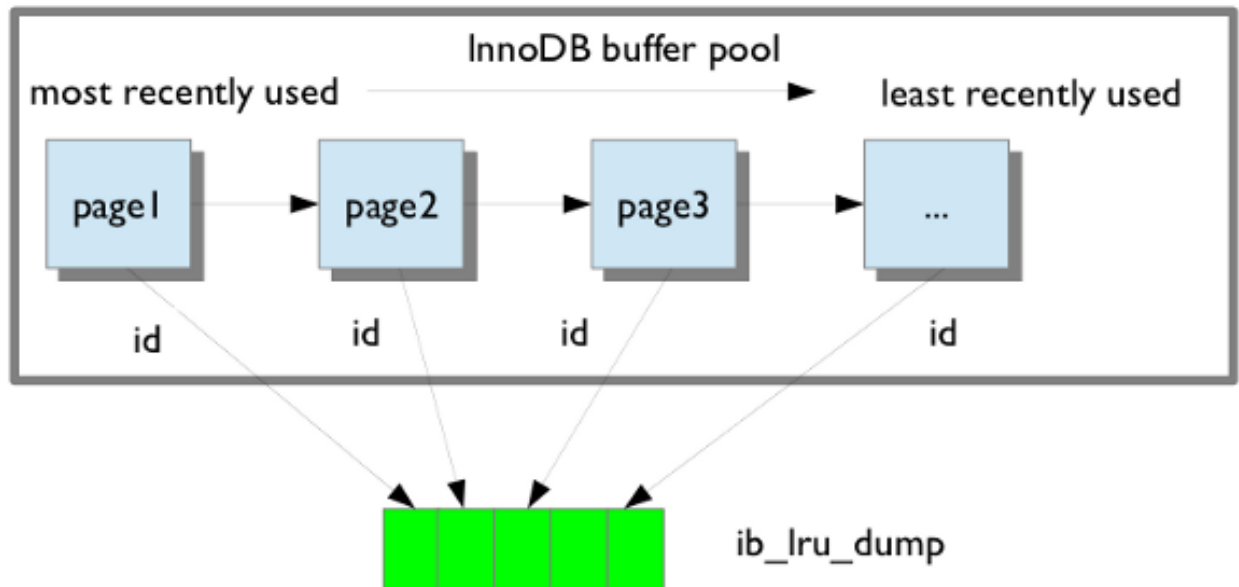 InnoDB buffer pool
most recently used
least recently used
page1
page2
page3
...
id
id
id
id
ib_lru_dump